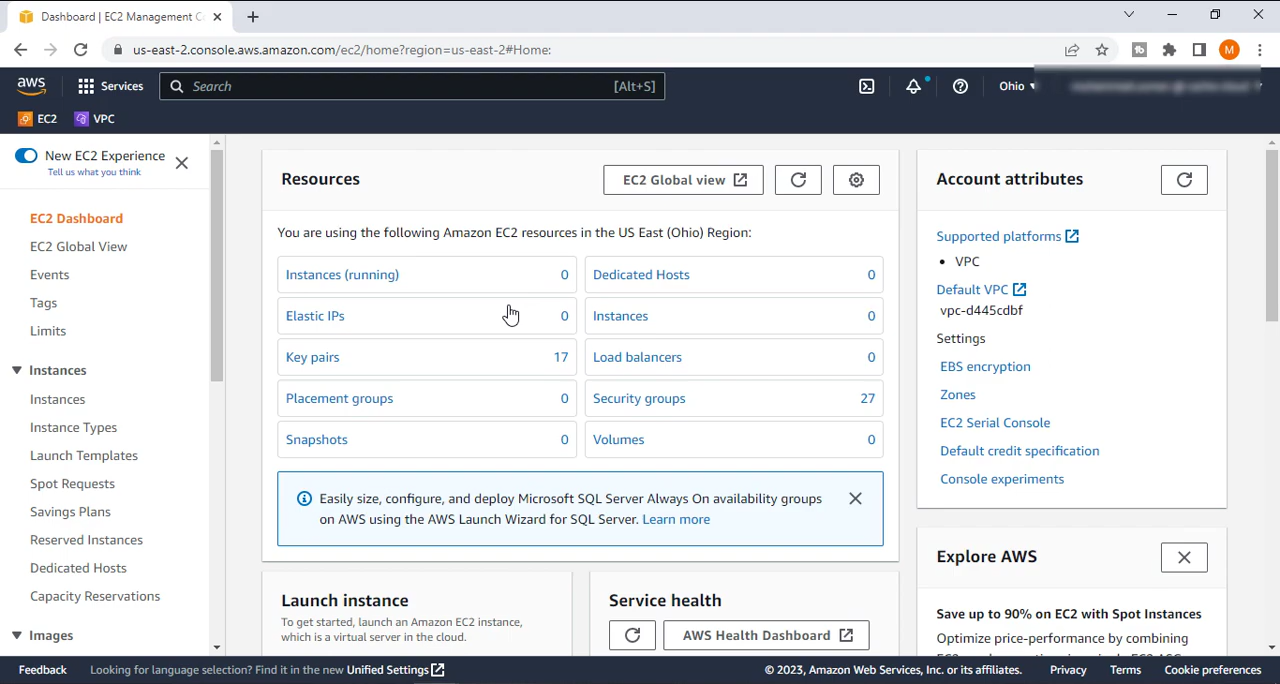 Dashboard | EC2 Management C
us-east-2.console.aws.amazon.com/ec2/home?region=us-east-2#Home:
M
aws
Services
Search
[Alt+S]
Ohio
EC2
VPC
New EC2 Experience
Tell us what you think
EC2 Dashboard
EC2 Global View
Events
Tags
Limits
Instances
Instances
Instance Types
Launch Templates
Spot Requests
Savings Plans
Reserved Instances
Dedicated Hosts
Capacity Reservations
Images
Resources
EC2 Global view
You are using the following Amazon EC2 resources in the US East (Ohio) Region:
Instances (running) 0
Dedicated Hosts 0
Elastic IPs 0
Instances 0
Key pairs 17
Load balancers 0
Placement groups 0
Security groups 27
Snapshots 0
Volumes 0
Easily size, configure, and deploy Microsoft SQL Server Always On availability groups
on AWS using the AWS Launch Wizard for SQL Server. Learn more
Launch instance
To get started, launch an Amazon EC2 instance,
which is a virtual server in the cloud.
Service health
AWS Health Dashboard
Account attributes
Supported platforms
• VPC
Default VPC
vpc-d445cdbf
Settings
EBS encryption
Zones
EC2 Serial Console
Default credit specification
Console experiments
Explore AWS
Save up to 90% on EC2 with Spot Instances
Optimize price-performance by combining
Feedback
Looking for language selection? Find it in the new Unified Settings
© 2023, Amazon Web Services, Inc. or its affiliates.
Privacy
Terms
Cookie preferences